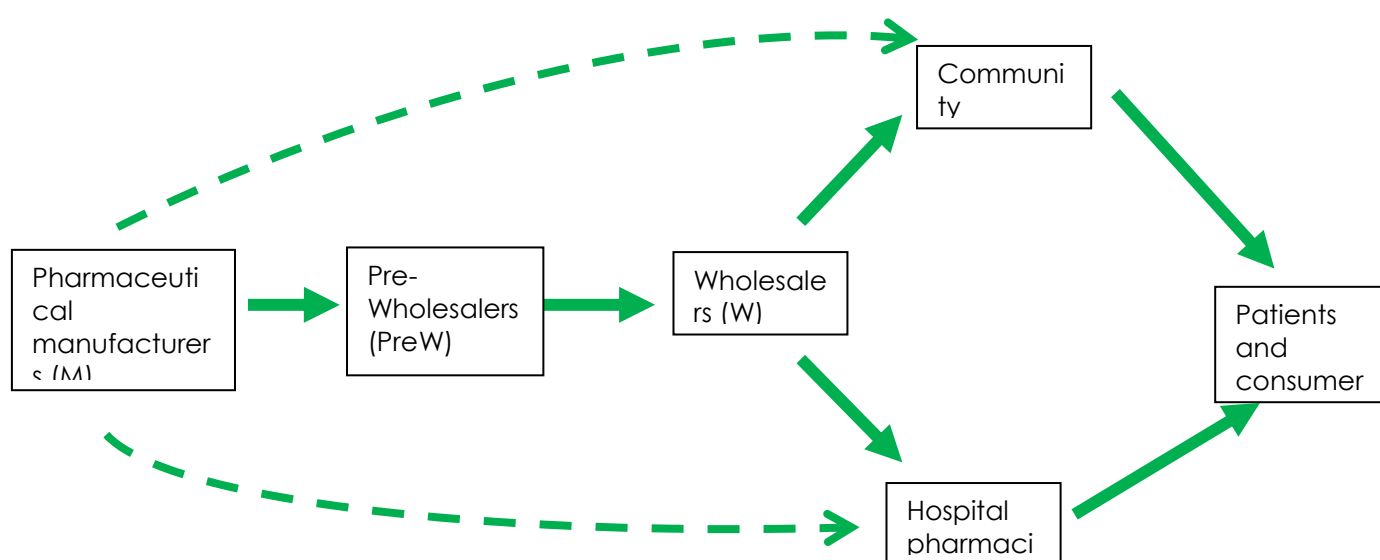 Communi
ty
Pharmaceuti
cal
manufacturer
s (M)
Pre-
Wholesalers
(PreW)
Wholesale
rs (W)
Patients
and
consumer
Hospital
pharmaci